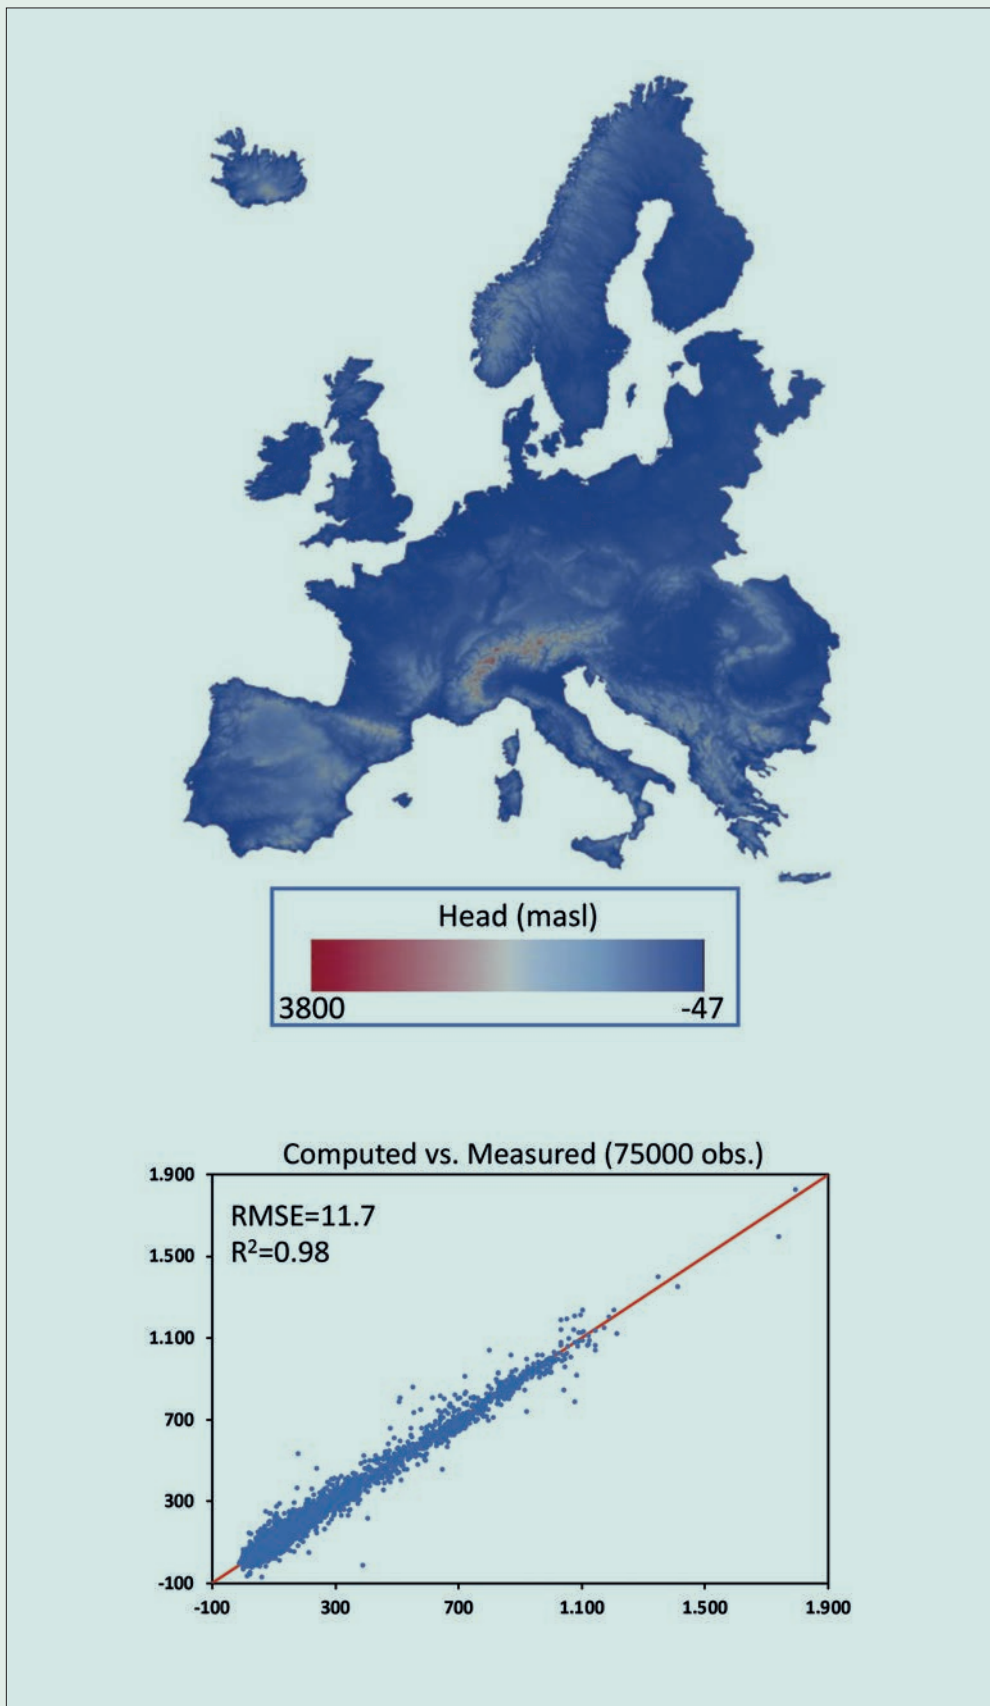 Head (masl)
3800 -47
Computed vs. Measured (75000 obs.)
1.900
RMSE=11.7
R²=0.98
1.500
1.100
700
300
-100
-100 300 700 1.100 1.500 1.900